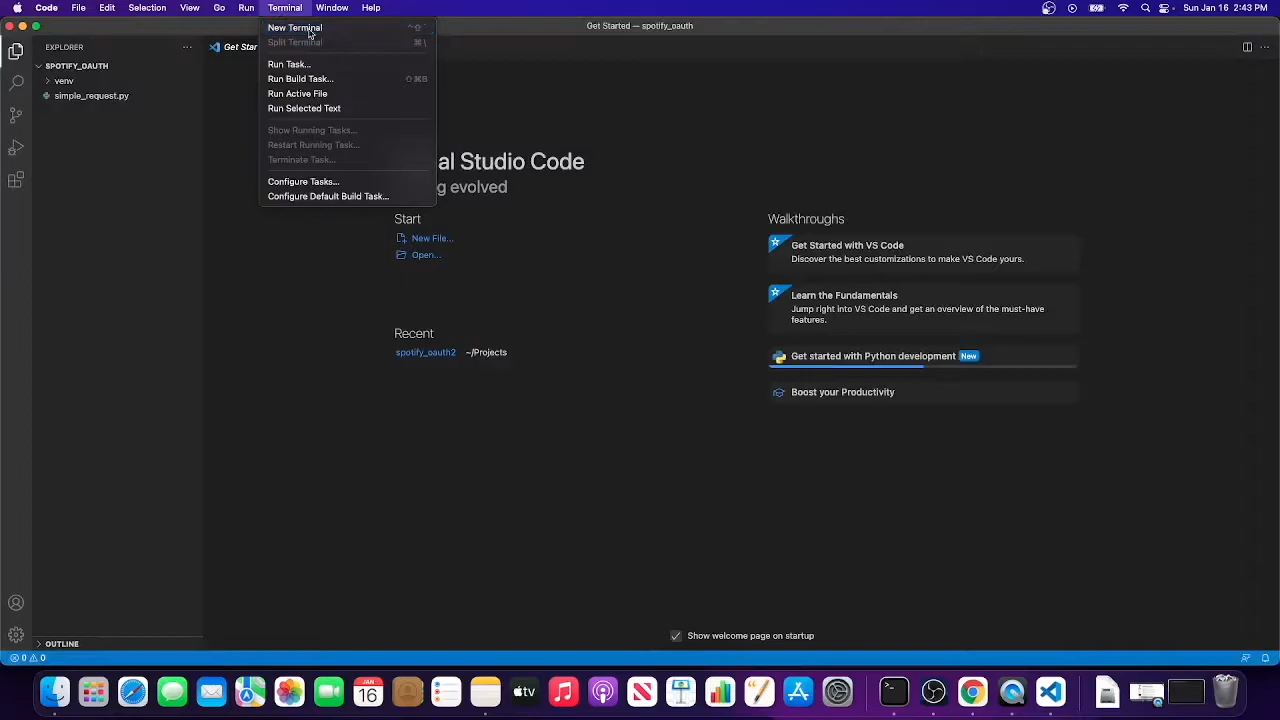 Code File Edit Selection View Go Run Terminal Window Help Sun Jan 16 2:43 PM
Get Started — spotify_oauth
EXPLORER
Get Star
New Terminal
Split Terminal
Run Task...
Run Build Task... ⇧⌘B
Run Active File
Run Selected Text
Show Running Tasks...
Restart Running Task...
Terminate Task...
Configure Tasks...
Configure Default Build Task...
SPOTIFY_OAUTH
venv
simple_request.py
al Studio Code
g evolved
Start
New File...
Open...
Recent
spotify_oauth2 ~/Projects
Walkthroughs
Get Started with VS Code
Discover the best customizations to make VS Code yours.
Learn the Fundamentals
Jump right into VS Code and get an overview of the must-have
features.
Get started with Python development New
Boost your Productivity
Show welcome page on startup
OUTLINE
0 0
JAN
16
tv